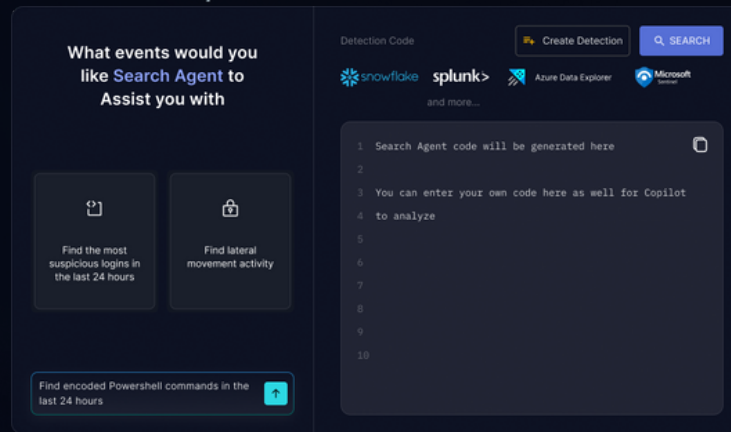 What events would you
like Search Agent to
Assist you with
Find the most
suspicious logins in
the last 24 hours
Find lateral
movement activity
Find encoded Powershell commands in the
last 24 hours
Detection Code
Create Detection
SEARCH
snowflake
splunk>
Azure Data Explorer
Microsoft
Sentinel
and more...
1 Search Agent code will be generated here
2
3 You can enter your own code here as well for Copilot
4 to analyze
5
6
7
8
9
10